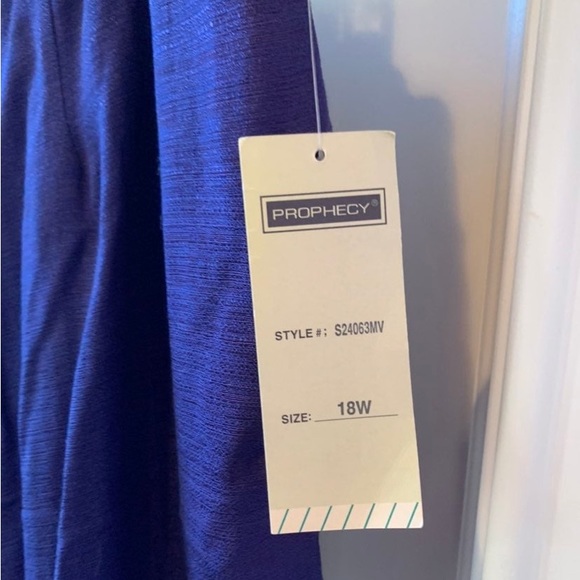 PROPHECY®
STYLE #; S24063MV
SIZE: 18W